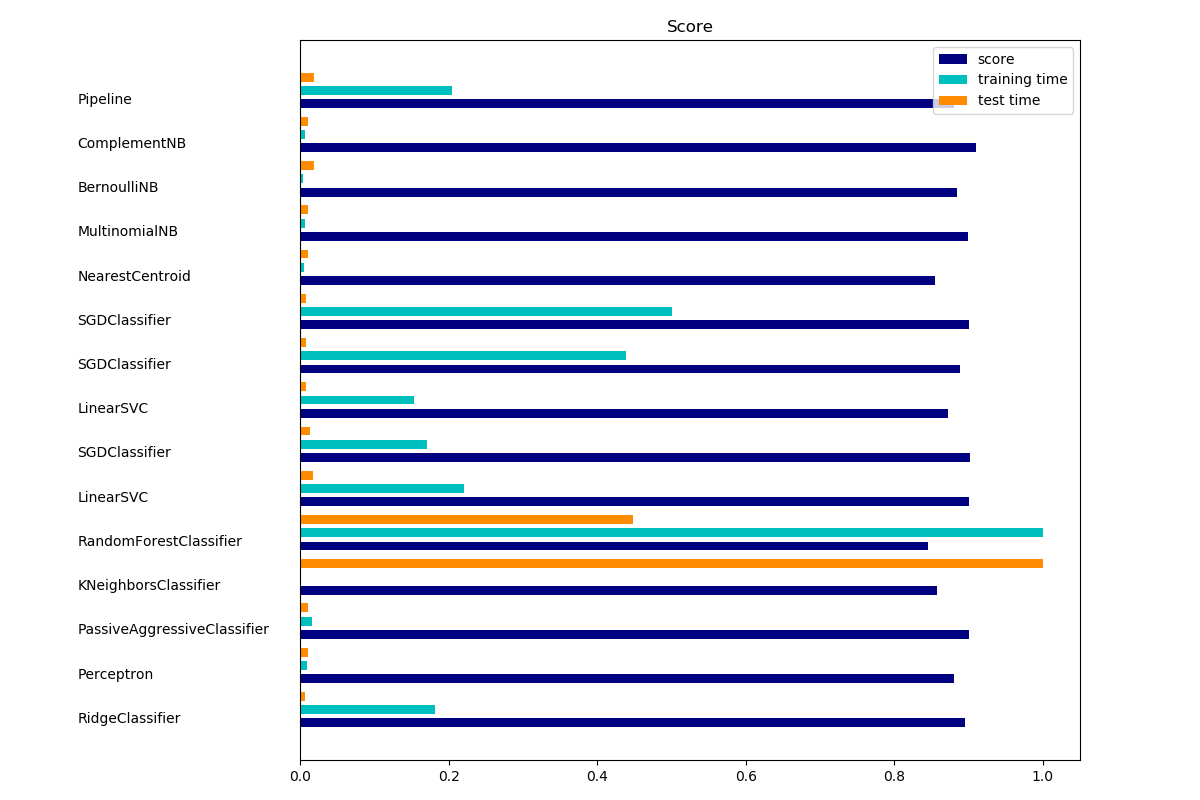 Score
score
training time
test time
Pipeline
ComplementNB
BernoulliNB
MultinomialNB
NearestCentroid
SGDClassifier
SGDClassifier
LinearSVC
SGDClassifier
LinearSVC
RandomForestClassifier
KNeighborsClassifier
PassiveAggressiveClassifier
Perceptron
RidgeClassifier
0.0 0.2 0.4 0.6 0.8 1.0